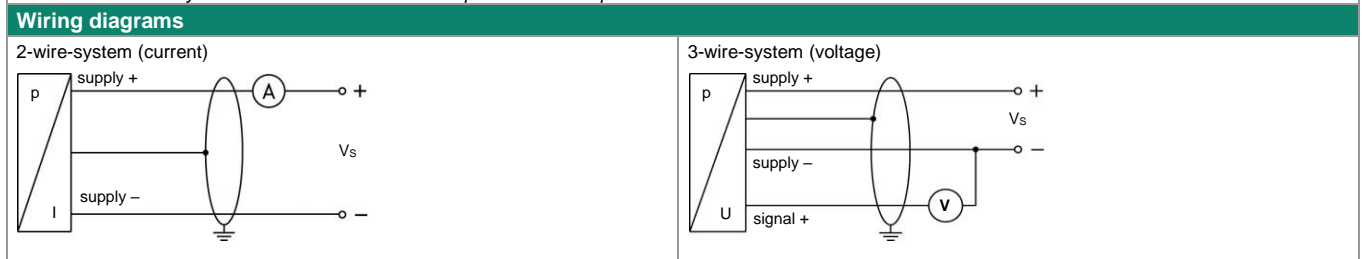 Wiring diagrams
2-wire-system (current)
supply +
p
A
+
Vs
supply –
I
–
3-wire-system (voltage)
supply +
p
+
Vs
–
supply –
V
U
signal +